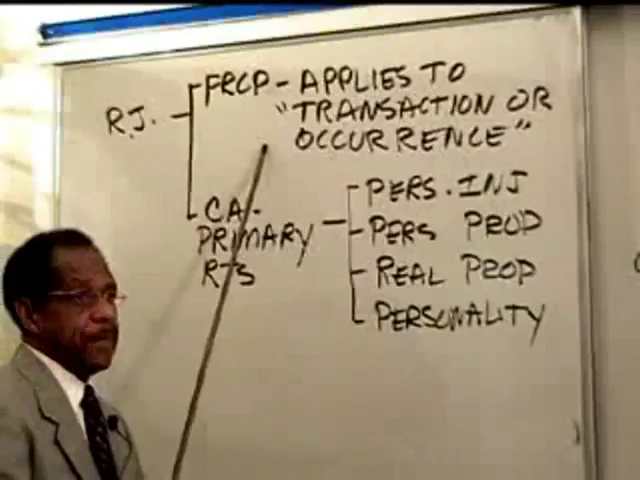 R.J.
FRCP - APPLIES TO
"TRANSACTION OR
OCCURRENCE"
CA-
PRIMARY
RTS
PERS. INJ
PERS PROP
REAL PROP
PERSONALITY